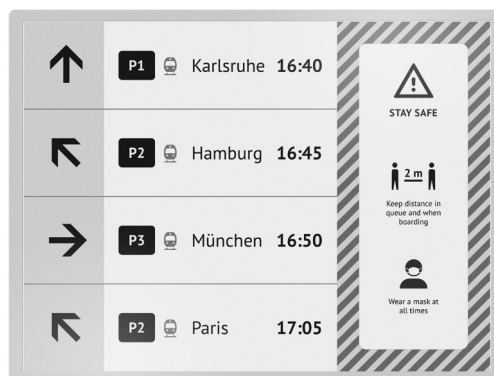 P1 Karlsruhe 16:40
P2 Hamburg 16:45
P3 München 16:50
P2 Paris 17:05
STAY SAFE
2 m
Keep distance in
queue and when
boarding
Wear a mask at
all times